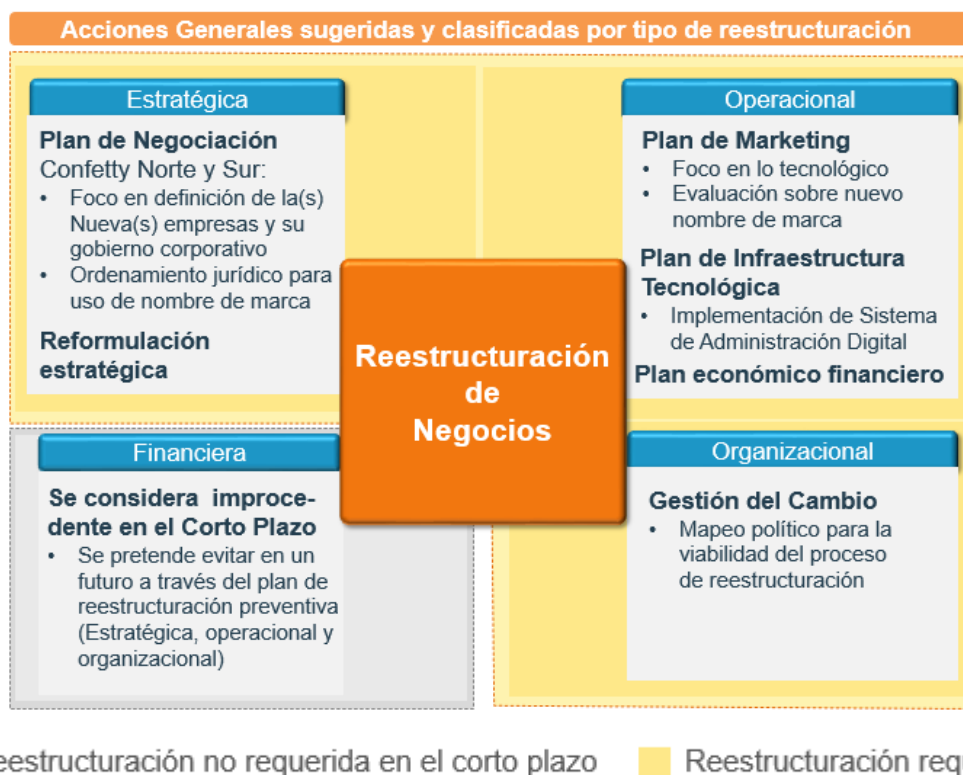 Acciones Generales sugeridas y clasificadas por tipo de reestructuración
Estratégica
Plan de Negociación
Confetty Norte y Sur:
• Foco en definición de la(s)
Nueva(s) empresas y su
gobierno corporativo
• Ordenamiento jurídico para
uso de nombre de marca
Reformulación
estratégica
Operacional
Plan de Marketing
• Foco en lo tecnológico
• Evaluación sobre nuevo
nombre de marca
Plan de Infraestructura
Tecnológica
• Implementación de Sistema
de Administración Digital
Plan económico financiero
Reestructuración
de
Negocios
Financiera
Se considera improce-
dente en el Corto Plazo
• Se pretende evitar en un
futuro a través del plan de
reestructuración preventiva
(Estratégica, operacional y
organizacional)
Organizacional
Gestión del Cambio
• Mapeo político para la
viabilidad del proceso
de reestructuración
eestructuración no requerida en el corto plazo
Reestructuración req